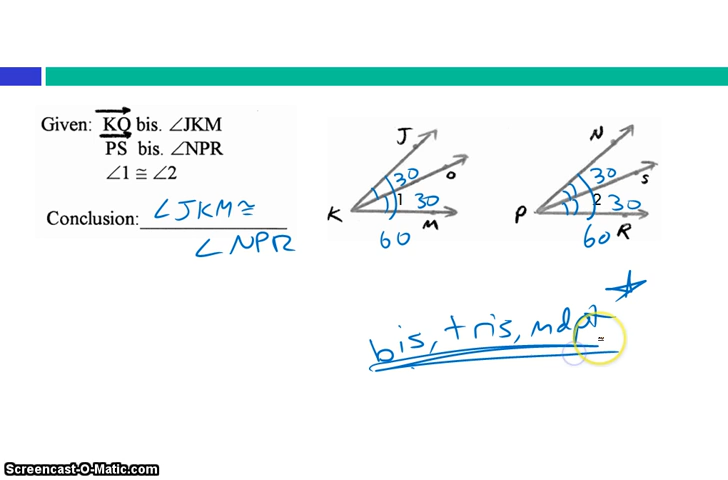 Given: KQ bis. ∠JKM
PS bis. ∠NPR
∠1 ≅ ∠2
Conclusion: ∠JKM ≅
∠NPR
J
30
O
1
30
K
M
60
N
30
S
2
30
P
R
60
bis, tris, mdpt
≅
Screencast-O-Matic.com